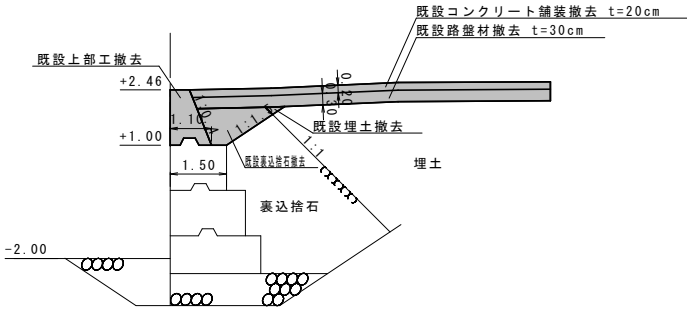 既設コンクリート舗装撤去 t=20cm
既設路盤材撤去 t=30cm
既設上部工撤去
+2.46
0.20
0.30
1.10
1:1.
既設埋土撤去
+1.00
1:1
既設裏込捨石撤去
埋土
1.50
裏込捨石
-2.00